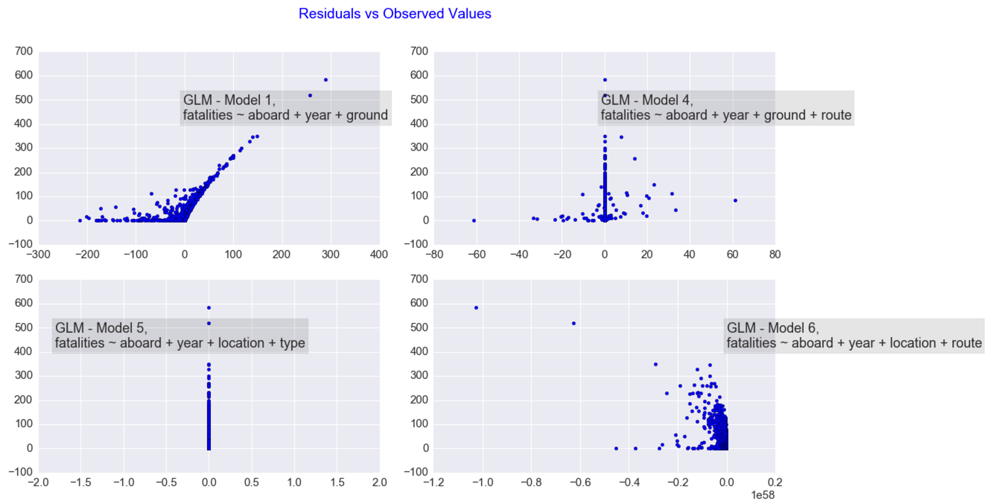 Residuals vs Observed Values
700
600
500
400
300
200
100
0
−100
−300 −200 −100 0 100 200 300 400
GLM - Model 1,
fatalities ~ aboard + year + ground
700
600
500
400
300
200
100
0
−100
−80 −60 −40 −20 0 20 40 60 80
GLM - Model 4,
fatalities ~ aboard + year + ground + route
700
600
500
400
300
200
100
0
−100
−2.0 −1.5 −1.0 −0.5 0.0 0.5 1.0 1.5 2.0
GLM - Model 5,
fatalities ~ aboard + year + location + type
700
600
500
400
300
200
100
0
−100
−1.2 −1.0 −0.8 −0.6 −0.4 −0.2 0.0 0.2
1e58
GLM - Model 6,
fatalities ~ aboard + year + location + route